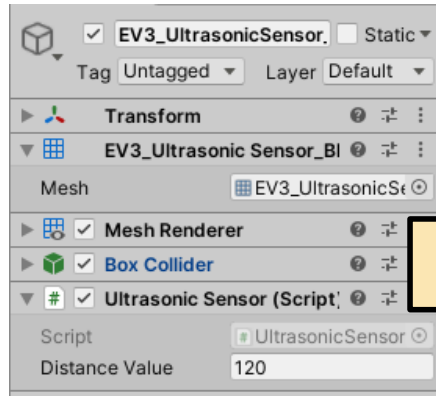 EV3_UltrasonicSensor_ Static
Tag Untagged Layer Default
Transform
EV3_Ultrasonic Sensor_Bl
Mesh EV3_UltrasonicSe
Mesh Renderer
Box Collider
# Ultrasonic Sensor (Script)
Script # UltrasonicSensor
Distance Value 120